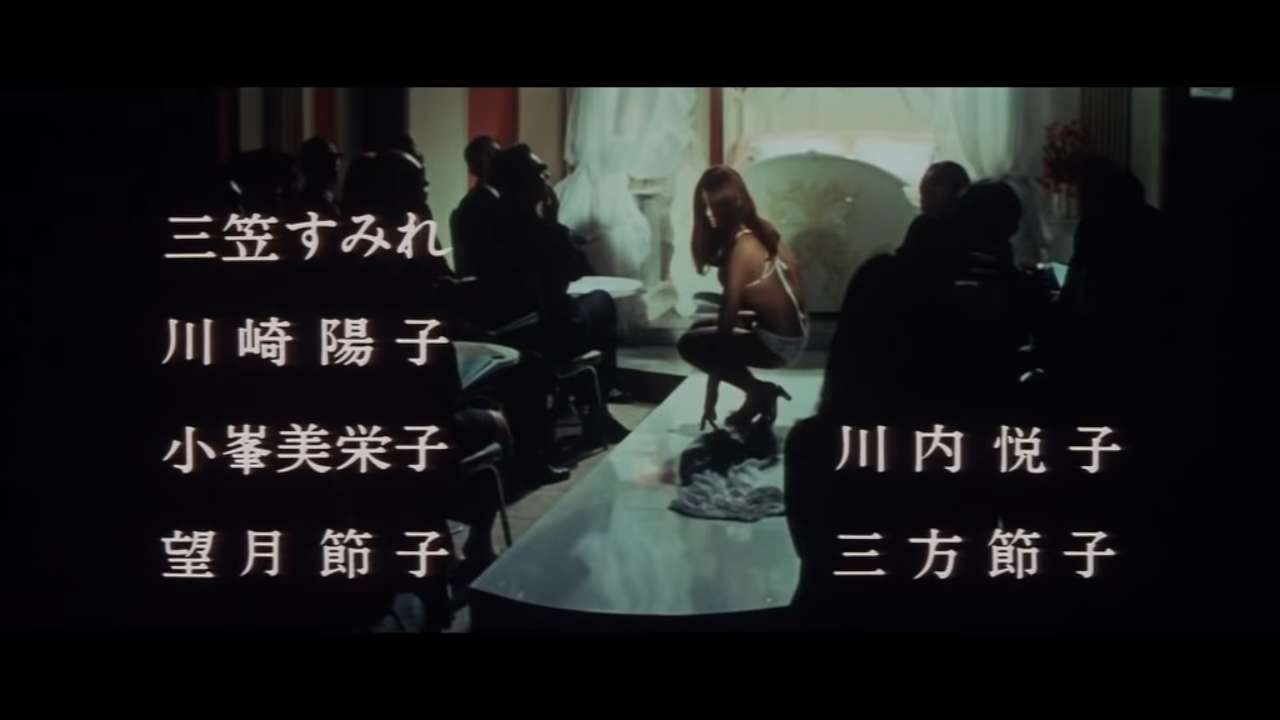 三笠すみれ
川崎陽子
小峯美栄子
望月節子
川内悦子
三方節子